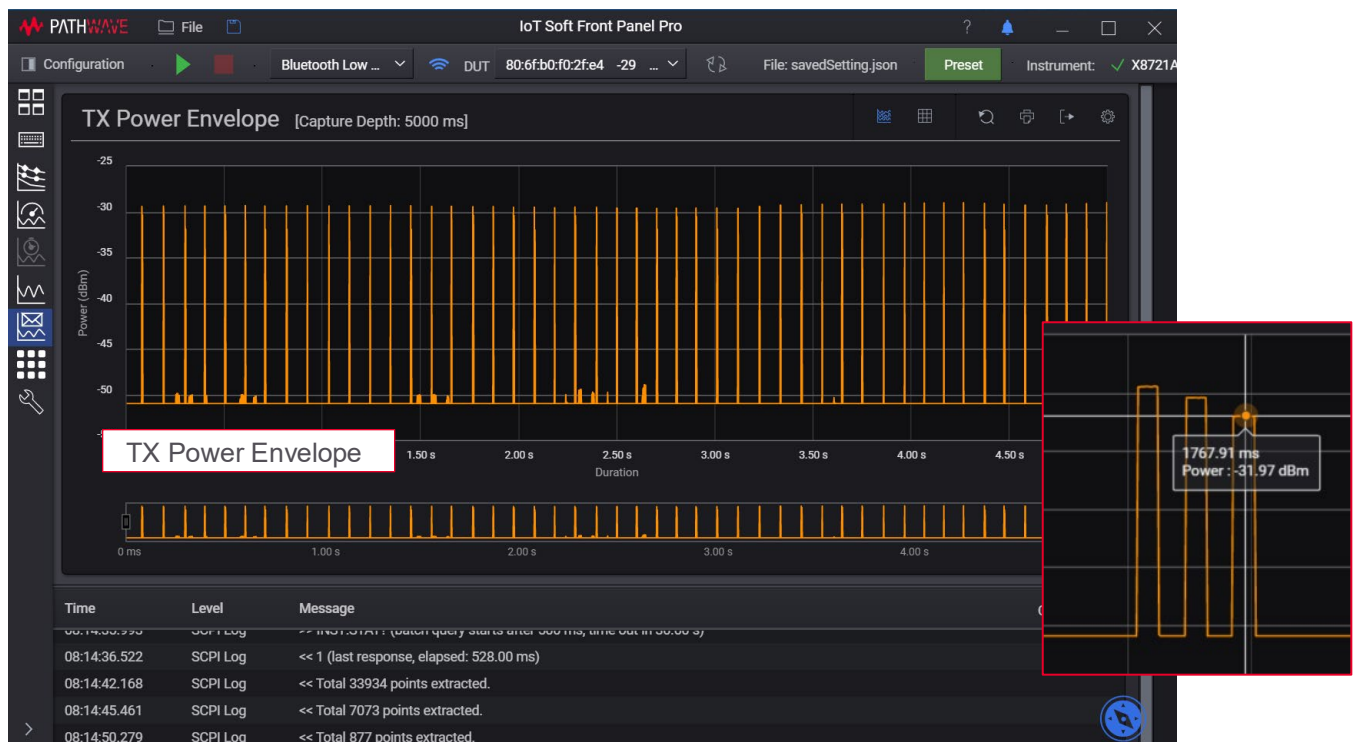 PATHWAVE File IoT Soft Front Panel Pro ?
Configuration Bluetooth Low ... DUT 80:6f:b0:f0:2f:e4 -29 ... File: savedSetting.json Preset Instrument: X8721A
TX Power Envelope [Capture Depth: 5000 ms]
-25
-30
-35
-40
-45
-50
Power (dBm)
TX Power Envelope
1.50 s 2.00 s 2.50 s 3.00 s 3.50 s 4.00 s 4.50 s
Duration
0 ms 1.00 s 2.00 s 3.00 s 4.00 s
1767.91 ms
Power : -31.97 dBm
Time Level Message
08:14:36.522 SCPI Log << 1 (last response, elapsed: 528.00 ms)
08:14:42.168 SCPI Log << Total 33934 points extracted.
08:14:45.461 SCPI Log << Total 7073 points extracted.
08:14:50.279 SCPI Log << Total 877 points extracted.